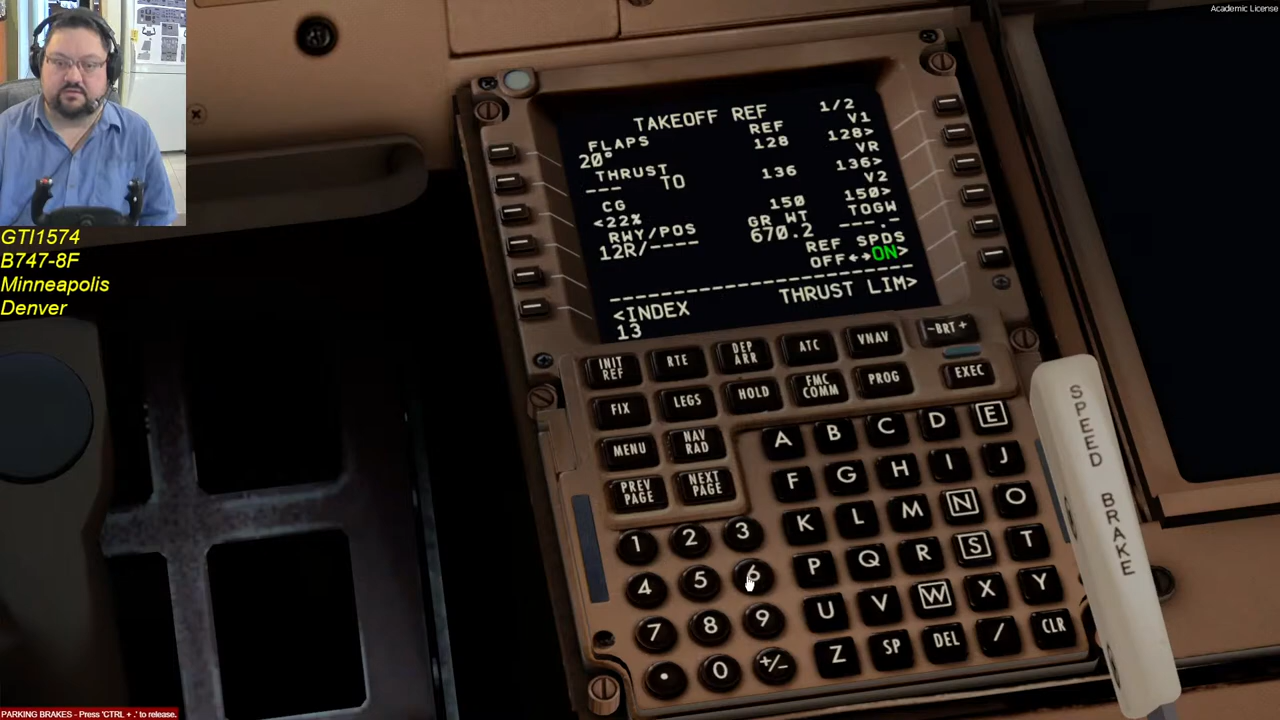 Academic License
GTI1574
B747-8F
Minneapolis
Denver
TAKEOFF REF 1/2
FLAPS REF V1
20° 128 128>
THRUST VR
--- TO 136 136>
CG V2
<22% 150 150>
RWY/POS GR WT TOGW
12R/---- 670.2 ---.-
REF SPDS
OFF←→ON>
<INDEX THRUST LIM>
13
INIT REF RTE DEP ARR ATC VNAV -BRT+
FIX LEGS HOLD FMC COMM PROG EXEC
MENU NAV RAD
PREV PAGE NEXT PAGE
A B C D E
F G H I J
1 2 3 K L M N O
4 5 6 P Q R S T
7 8 9 U V W X Y
. 0 +/- Z SP DEL / CLR
SPEED BRAKE
PARKING BRAKES - Press 'CTRL + .' to release.